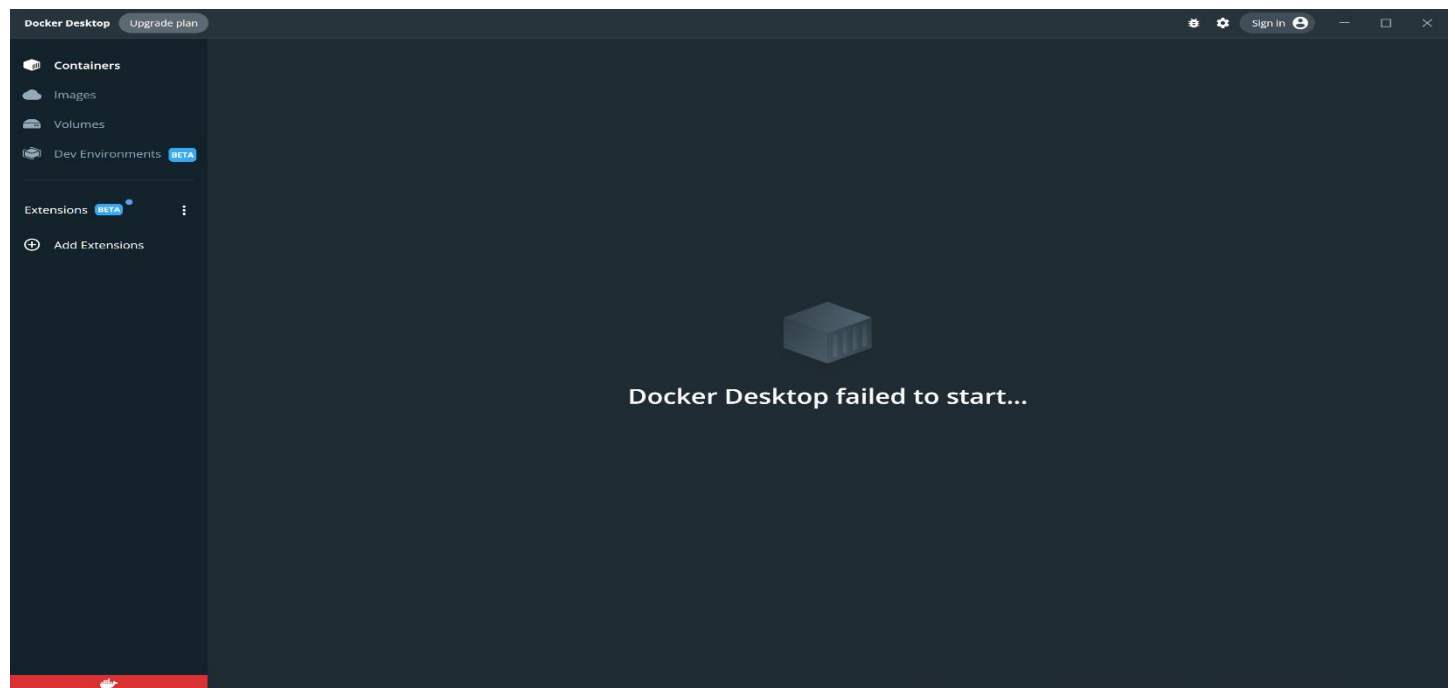 Docker Desktop Upgrade plan
Sign in
Containers
Images
Volumes
Dev Environments BETA
Extensions BETA
Add Extensions
Docker Desktop failed to start...